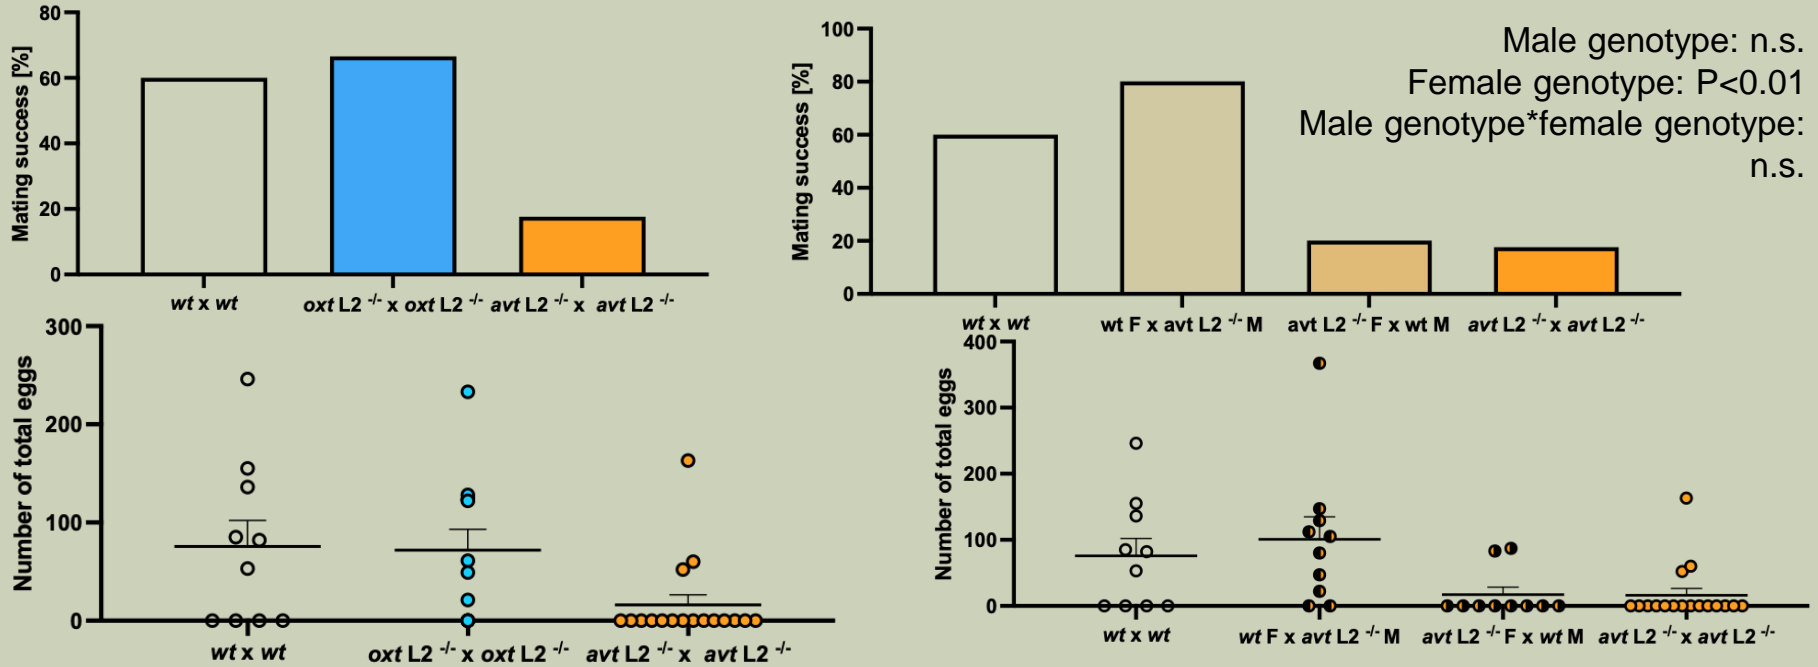 Mating success [%]
80
60
40
20
0
wt x wt
oxt L2 -/- x oxt L2 -/-
avt L2 -/- x avt L2 -/-
Mating success [%]
100
80
60
40
20
0
wt x wt
wt F x avt L2 -/- M
avt L2 -/- F x wt M
avt L2 -/- x avt L2 -/-
Male genotype: n.s.
Female genotype: P<0.01
Male genotype*female genotype:
n.s.
Number of total eggs
300
200
100
0
wt x wt
oxt L2 -/- x oxt L2 -/-
avt L2 -/- x avt L2 -/-
Number of total eggs
400
300
200
100
0
wt x wt
wt F x avt L2 -/- M
avt L2 -/- F x wt M
avt L2 -/- x avt L2 -/-